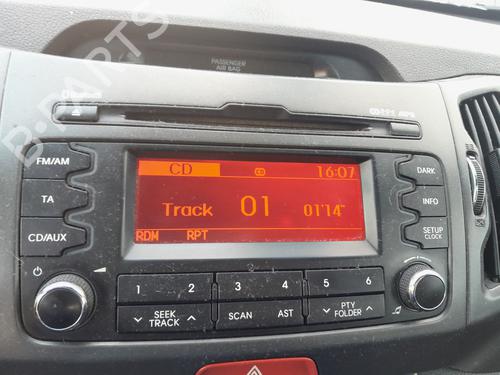 PASSENGER
AIR BAG
Bluetooth
B-PARTS
FM/AM
TA
CD/AUX
CD
16:07
Track 01 01'14"
RDM RPT
DARK
INFO
SETUP
CLOCK
1 2 3 4 5 6
SEEK
TRACK
SCAN
AST
PTY
FOLDER